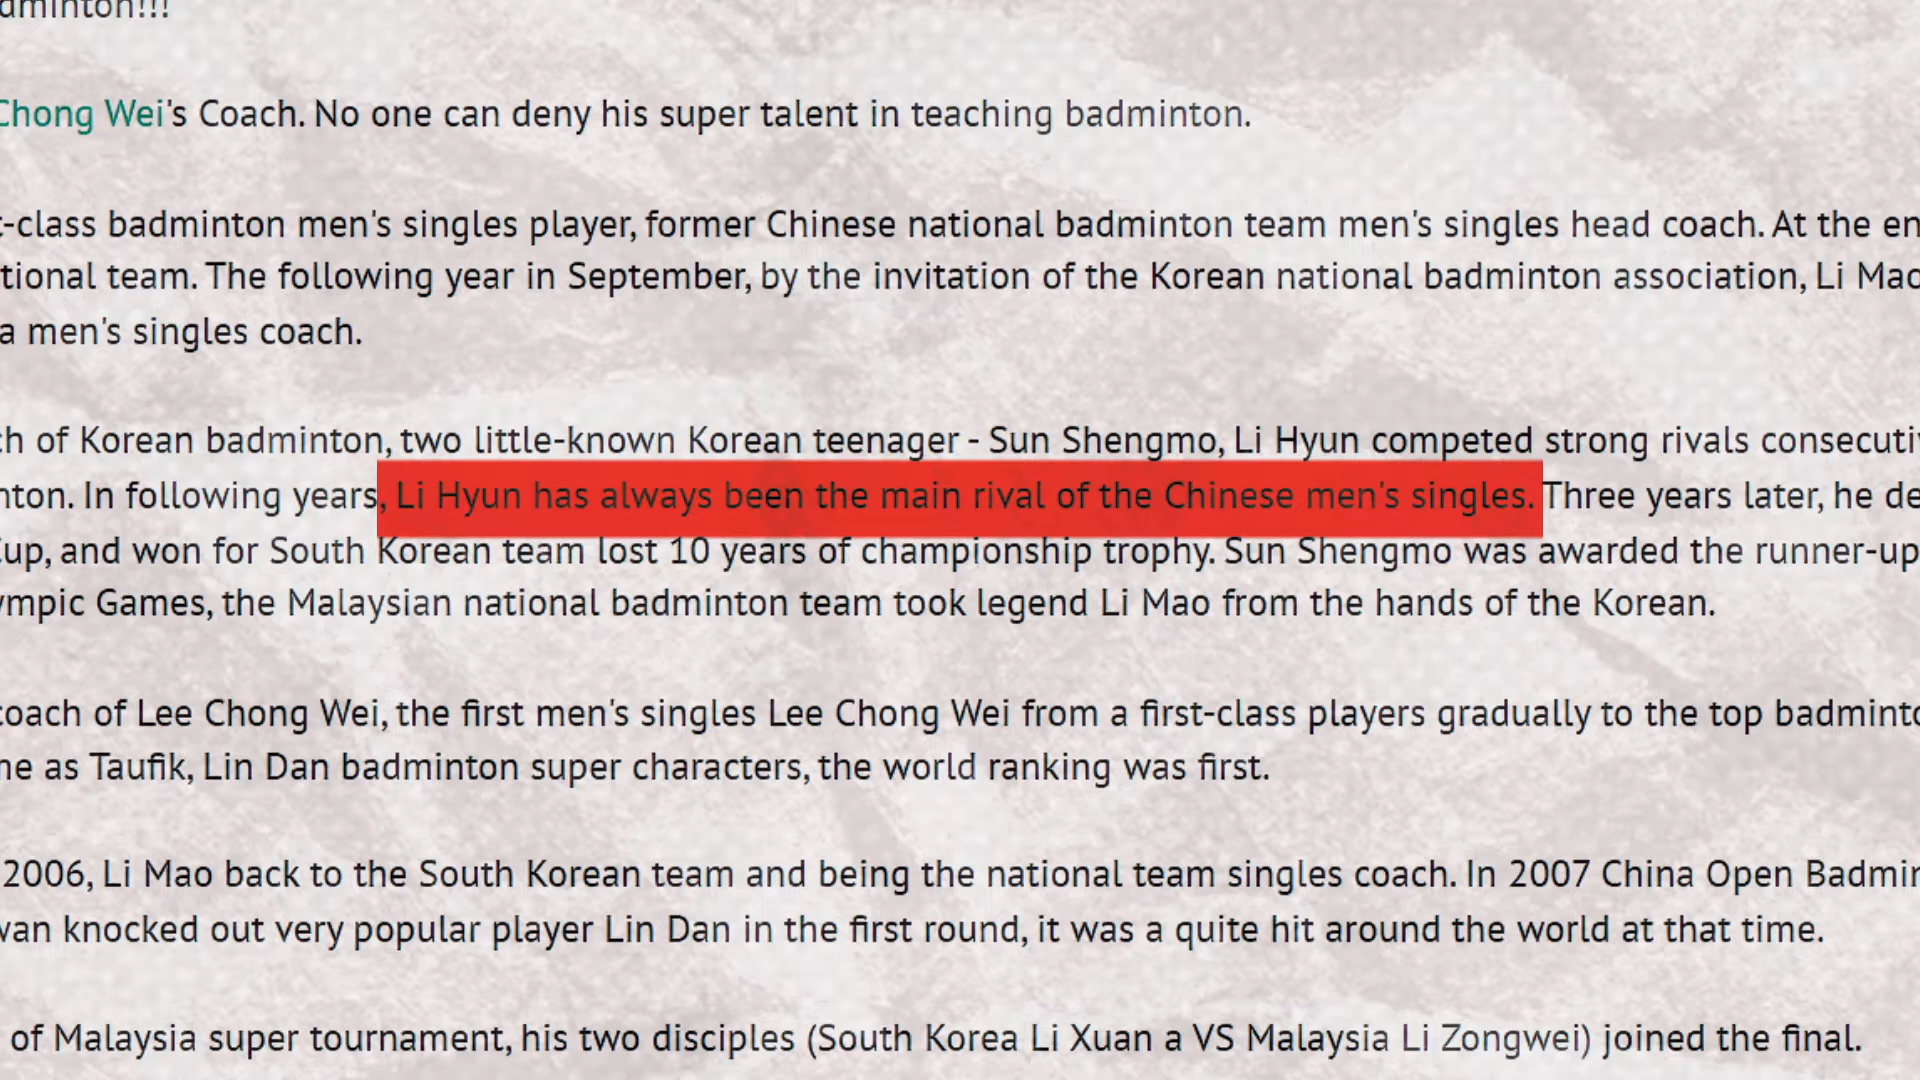 dminton!!!
Chong Wei's Coach. No one can deny his super talent in teaching badminton.
-class badminton men's singles player, former Chinese national badminton team men's singles head coach. At the en
tional team. The following year in September, by the invitation of the Korean national badminton association, Li Mao
a men's singles coach.
ch of Korean badminton, two little-known Korean teenager - Sun Shengmo, Li Hyun competed strong rivals consecutiv
nton. In following years, Li Hyun has always been the main rival of the Chinese men's singles. Three years later, he de
Cup, and won for South Korean team lost 10 years of championship trophy. Sun Shengmo was awarded the runner-up
ympic Games, the Malaysian national badminton team took legend Li Mao from the hands of the Korean.
coach of Lee Chong Wei, the first men's singles Lee Chong Wei from a first-class players gradually to the top badminto
me as Taufik, Lin Dan badminton super characters, the world ranking was first.
2006, Li Mao back to the South Korean team and being the national team singles coach. In 2007 China Open Badmin
wan knocked out very popular player Lin Dan in the first round, it was a quite hit around the world at that time.
of Malaysia super tournament, his two disciples (South Korea Li Xuan a VS Malaysia Li Zongwei) joined the final.